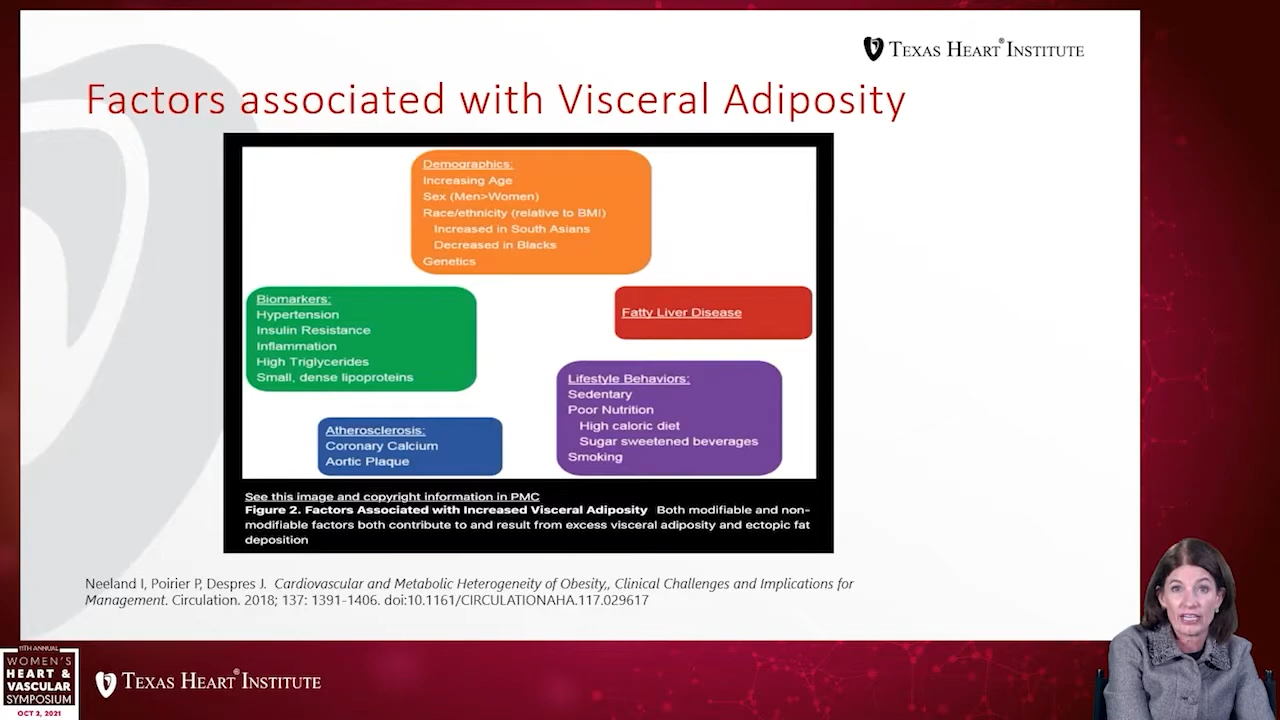 TEXAS HEART® INSTITUTE
Factors associated with Visceral Adiposity
Demographics:
Increasing Age
Sex (Men>Women)
Race/ethnicity (relative to BMI)
Increased in South Asians
Decreased in Blacks
Genetics
Biomarkers:
Hypertension
Insulin Resistance
Inflammation
High Triglycerides
Small, dense lipoproteins
Fatty Liver Disease
Lifestyle Behaviors:
Sedentary
Poor Nutrition
High caloric diet
Sugar sweetened beverages
Smoking
Atherosclerosis:
Coronary Calcium
Aortic Plaque
See this image and copyright information in PMC
Figure 2. Factors Associated with Increased Visceral Adiposity Both modifiable and non-
modifiable factors both contribute to and result from excess visceral adiposity and ectopic fat
deposition
Neeland I, Poirier P, Despres J. Cardiovascular and Metabolic Heterogeneity of Obesity,, Clinical Challenges and Implications for
Management. Circulation. 2018; 137: 1391-1406. doi:10.1161/CIRCULATIONAHA.117.029617
11TH ANNUAL
WOMEN'S
HEART &
VASCULAR
SYMPOSIUM
OCT 2, 2021
TEXAS HEART® INSTITUTE